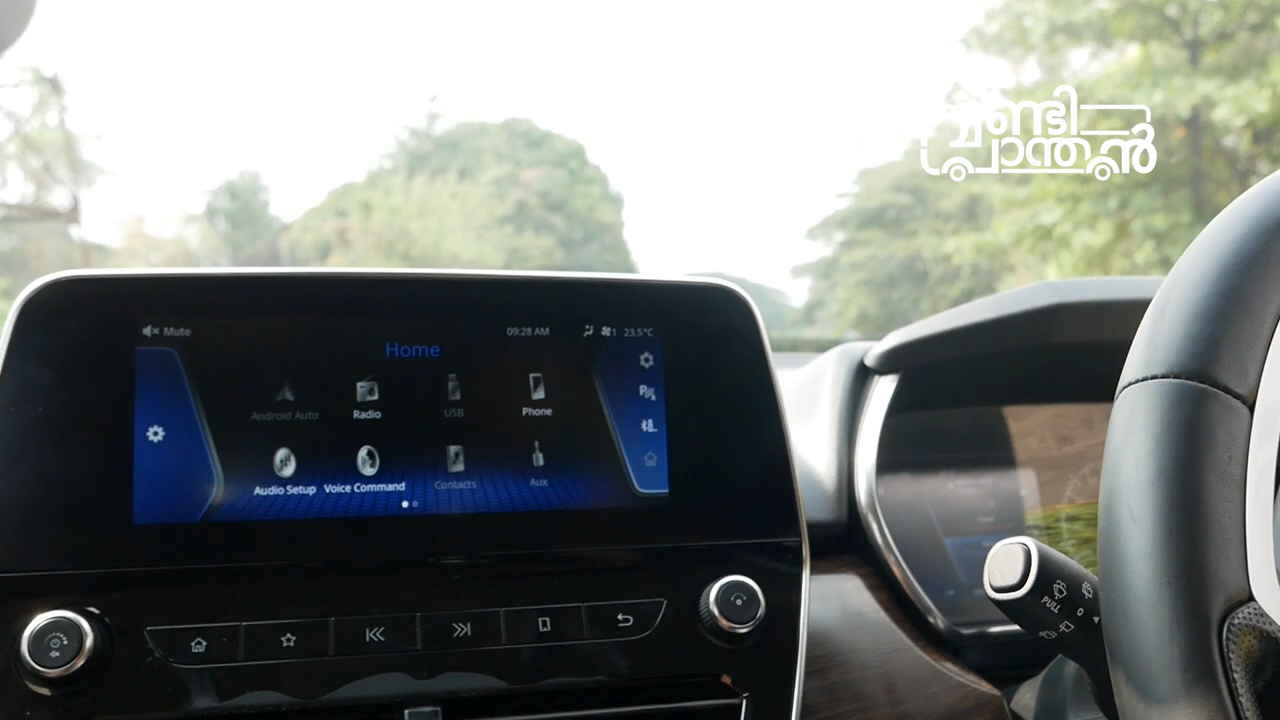 വണ്ടി
പ്രാന്തൻ
Mute
09:28 AM
1 23.5°C
Home
Android Auto
Radio
USB
Phone
Audio Setup
Voice Command
Contacts
Aux
PULL
O